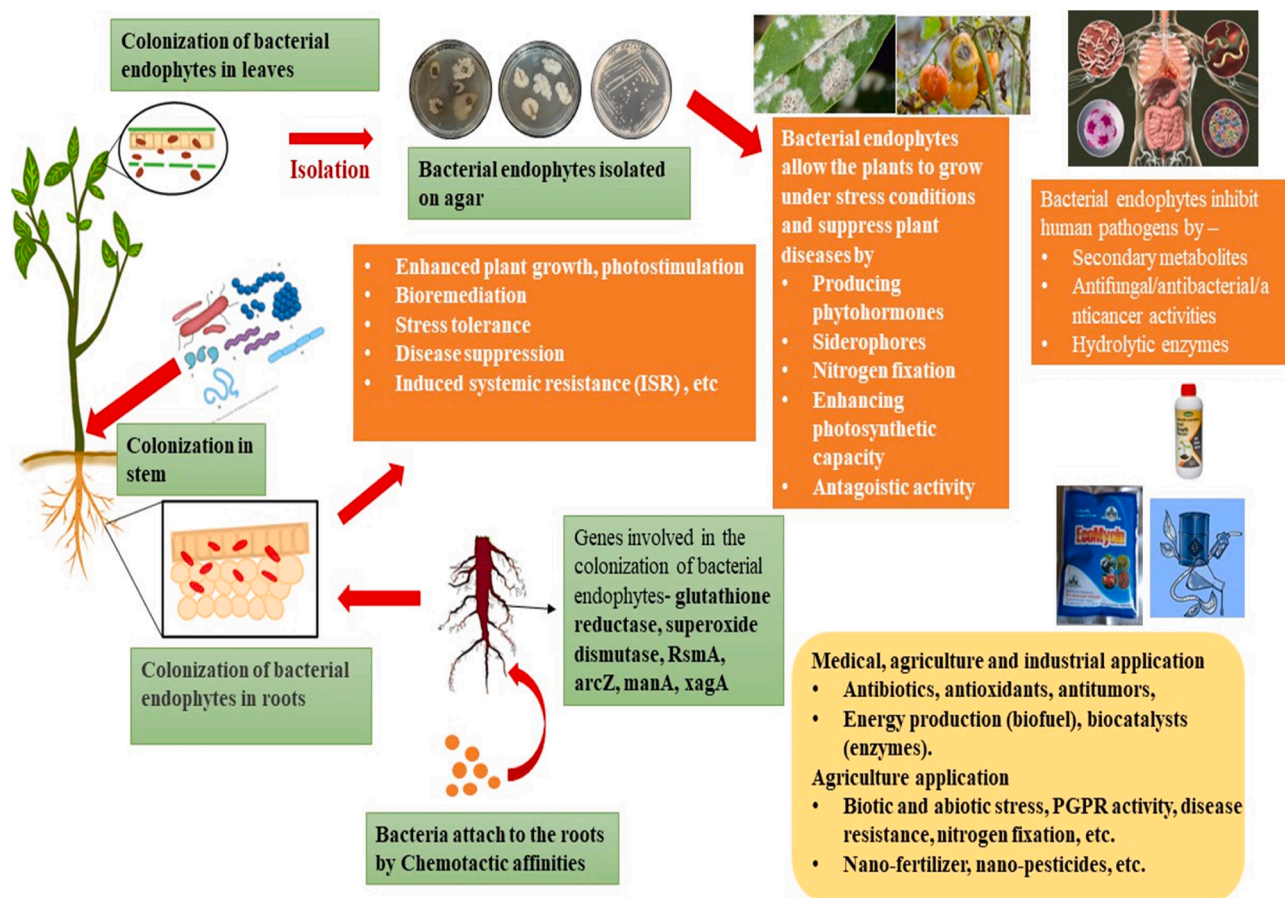 Colonization of bacterial
endophytes in leaves
Isolation
Bacterial endophytes isolated
on agar
Bacterial endophytes
allow the plants to grow
under stress conditions
and suppress plant
diseases by
• Producing
phytohormones
• Siderophores
• Nitrogen fixation
• Enhancing
photosynthetic
capacity
• Antagoistic activity
Bacterial endophytes inhibit
human pathogens by –
• Secondary metabolites
• Antifungal/antibacterial/a
nticancer activities
• Hydrolytic enzymes
• Enhanced plant growth, photostimulation
• Bioremediation
• Stress tolerance
• Disease suppression
• Induced systemic resistance (ISR) , etc
Colonization in
stem
Colonization of bacterial
endophytes in roots
Genes involved in the
colonization of bacterial
endophytes- glutathione
reductase, superoxide
dismutase, RsmA,
arcZ, manA, xagA
Bacteria attach to the roots
by Chemotactic affinities
EcoMycin
Medical, agriculture and industrial application
• Antibiotics, antioxidants, antitumors,
• Energy production (biofuel), biocatalysts
(enzymes).
Agriculture application
• Biotic and abiotic stress, PGPR activity, disease
resistance, nitrogen fixation, etc.
• Nano-fertilizer, nano-pesticides, etc.